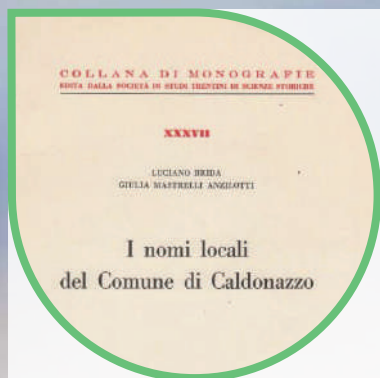 COLLANA DI MONOGRAFIE
EDITA DALLA SOCIETÀ DI STUDI TRENTINI DI SCIENZE STORICHE
XXXVII
LUCIANO BRIDA
GIULIA MASTRELLI ANZILOTTI
I nomi locali
del Comune di Caldonazzo